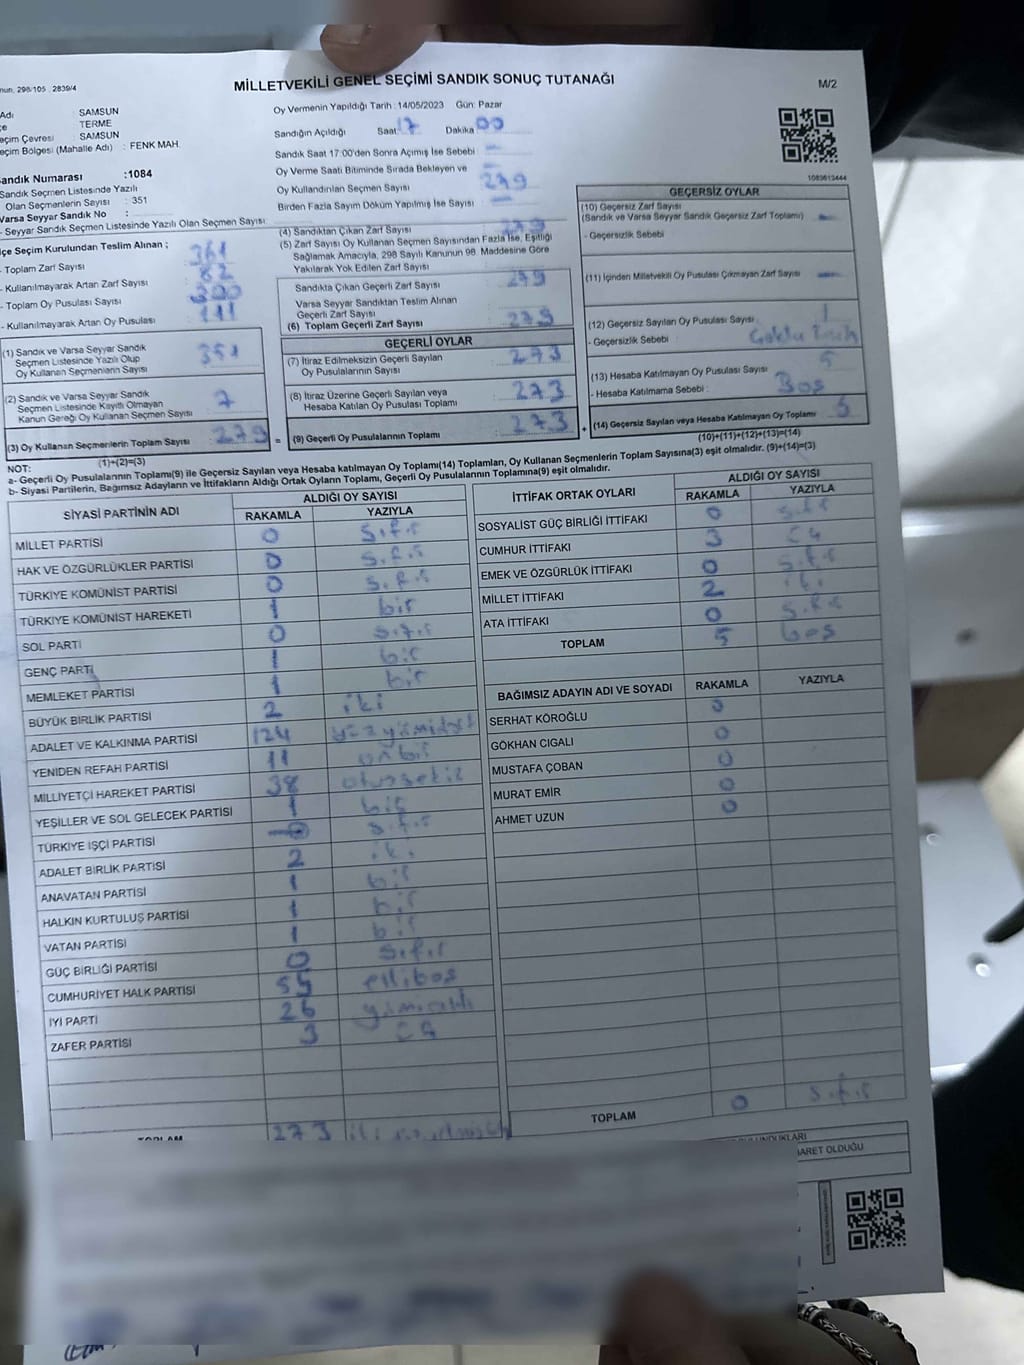 MİLLETVEKİLİ GENEL SEÇİMİ SANDIK SONUÇ TUTANAĞI
M/2
298/105 2839/4
Adı : SAMSUN
TERME
Seçim Çevresi : SAMSUN
Seçim Bölgesi (Mahalle Adı) : FENK MAH.
Sandık Numarası :1084
Sandık Seçmen Listesinde Yazılı
Olan Seçmenlerin Sayısı : 351
Varsa Seyyar Sandık No :
- Seyyar Sandık Seçmen Listesinde Yazılı Olan Seçmen Sayısı:
Oy Vermenin Yapıldığı Tarih : 14/05/2023 Gün: Pazar
Sandığın Açıldığı Saat 17 Dakika 00
Sandık Saat 17:00'den Sonra Açılmış İse Sebebi
Oy Verme Saati Bitiminde Sırada Bekleyen ve
Oy Kullandırılan Seçmen Sayısı 279
Birden Fazla Sayım Döküm Yapılmış İse Sayısı
1083613444
İlçe Seçim Kurulundan Teslim Alınan ;
- Toplam Zarf Sayısı 361
- Kullanılmayarak Artan Zarf Sayısı 82
- Toplam Oy Pusulası Sayısı
- Kullanılmayarak Artan Oy Pusulası
(1) Sandık ve Varsa Seyyar Sandık
Seçmen Listesinde Yazılı Olup
Oy Kullanan Seçmenlerin Sayısı 351
(2) Sandık ve Varsa Seyyar Sandık
Seçmen Listesinde Kayıtlı Olmayan
Kanun Gereği Oy Kullanan Seçmen Sayısı 7
(3) Oy Kullanan Seçmenlerin Toplam Sayısı : 279
(1)+(2)=(3)
(4) Sandıktan Çıkan Zarf Sayısı 279
(5) Zarf Sayısı Oy Kullanan Seçmen Sayısından Fazla İse, Eşitliği
Sağlamak Amacıyla, 298 Sayılı Kanunun 98. Maddesine Göre
Yakılarak Yok Edilen Zarf Sayısı
Sandıkta Çıkan Geçerli Zarf Sayısı 279
Varsa Seyyar Sandıktan Teslim Alınan
Geçerli Zarf Sayısı
(6) Toplam Geçerli Zarf Sayısı 279
GEÇERLİ OYLAR
(7) İtiraz Edilmeksizin Geçerli Sayılan
Oy Pusulalarının Sayısı 273
(8) İtiraz Üzerine Geçerli Sayılan veya
Hesaba Katılan Oy Pusulası Toplamı 273
= (9) Geçerli Oy Pusulalarının Toplamı 273
GEÇERSİZ OYLAR
(10) Geçersiz Zarf Sayısı
(Sandık ve Varsa Seyyar Sandık Geçersiz Zarf Toplamı)
- Geçersizlik Sebebi
(11) İçinden Milletvekili Oy Pusulası Çıkmayan Zarf Sayısı
(12) Geçersiz Sayılan Oy Pusulası Sayısı 1
- Geçersizlik Sebebi :
(13) Hesaba Katılmayan Oy Pusulası Sayısı 5
- Hesaba Katılmama Sebebi : Bos
+ (14) Geçersiz Sayılan veya Hesaba Katılmayan Oy Toplamı
(10)+(11)+(12)+(13)=(14)
NOT:
a- Geçerli Oy Pusulalarının Toplamı(9) ile Geçersiz Sayılan veya Hesaba katılmayan Oy Toplamı(14) Toplamları, Oy Kullanan Seçmenlerin Toplam Sayısına(3) eşit olmalıdır. (9)+(14)=(3)
b- Siyasi Partilerin, Bağımsız Adayların ve İttifakların Aldığı Ortak Oyların Toplamı, Geçerli Oy Pusulalarının Toplamına(9) eşit olmalıdır.
SİYASİ PARTİNİN ADI ALDIĞI OY SAYISI
RAKAMLA YAZIYLA
MİLLET PARTİSİ 0 sıfır
HAK VE ÖZGÜRLÜKLER PARTİSİ 0 sıfır
TÜRKİYE KOMÜNİST PARTİSİ 0 sıfır
TÜRKİYE KOMÜNİST HAREKETİ 1 bir
SOL PARTİ 0 sıfır
GENÇ PARTİ 1 bir
MEMLEKET PARTİSİ 1 bir
BÜYÜK BİRLİK PARTİSİ 2 iki
ADALET VE KALKINMA PARTİSİ 124
YENİDEN REFAH PARTİSİ 11 onbir
MİLLİYETÇİ HAREKET PARTİSİ 38 otuzsekiz
YEŞİLLER VE SOL GELECEK PARTİSİ 1 bir
TÜRKİYE İŞÇİ PARTİSİ 0 sıfır
ADALET BİRLİK PARTİSİ 2 iki
ANAVATAN PARTİSİ 1 bir
HALKIN KURTULUŞ PARTİSİ 1 bir
VATAN PARTİSİ 1 bir
GÜÇ BİRLİĞİ PARTİSİ 0 sıfır
CUMHURİYET HALK PARTİSİ 55 ellibes
İYİ PARTİ 26 yirmialtı
ZAFER PARTİSİ 3 üç
TOPLAM 273
İTTİFAK ORTAK OYLARI ALDIĞI OY SAYISI
RAKAMLA YAZIYLA
SOSYALİST GÜÇ BİRLİĞİ İTTİFAKI 0 sıfır
CUMHUR İTTİFAKI 3 üç
EMEK VE ÖZGÜRLÜK İTTİFAKI 0 sıfır
MİLLET İTTİFAKI 2 iki
ATA İTTİFAKI 0 sıfır
TOPLAM 5 bes
BAĞIMSIZ ADAYIN ADI VE SOYADI RAKAMLA YAZIYLA
SERHAT KÖROĞLU
GÖKHAN CIGALI 0
MUSTAFA ÇOBAN 0
MURAT EMİR 0
AHMET UZUN 0
TOPLAM 0 sıfır
İBARET OLDUĞU